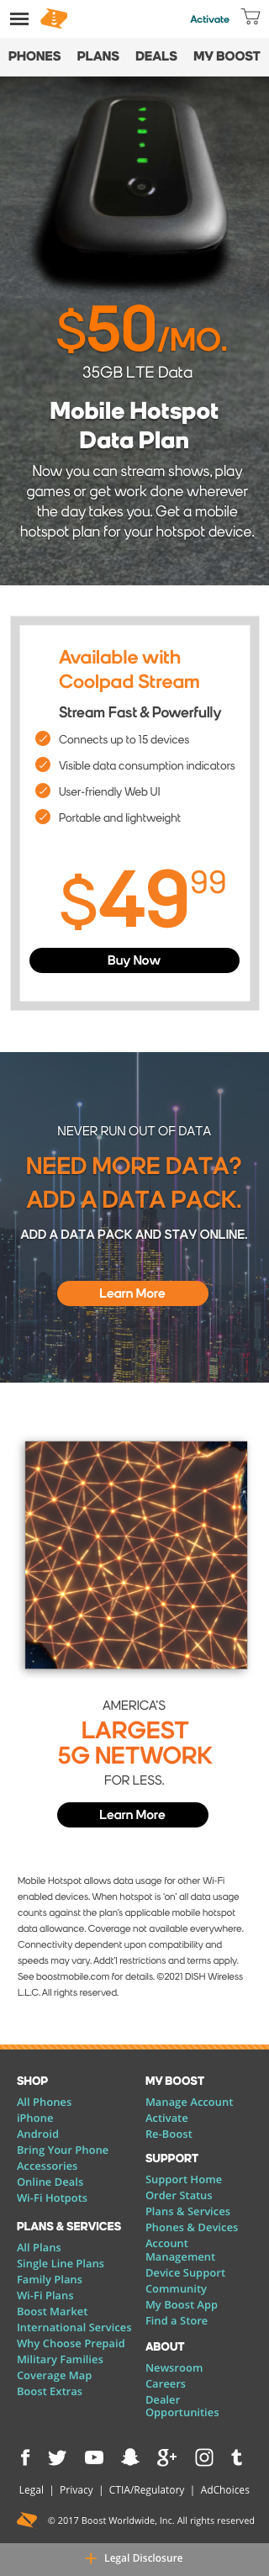 Activate
PHONES PLANS DEALS MY BOOST
$50/MO.
35GB LTE Data
Mobile Hotspot
Data Plan
Now you can stream shows, play
games or get work done wherever
the day takes you. Get a mobile
hotspot plan for your hotspot device.
Available with
Coolpad Stream
Stream Fast & Powerfully
Connects up to 15 devices
Visible data consumption indicators
User-friendly Web UI
Portable and lightweight
$49 99
Buy Now
NEVER RUN OUT OF DATA
NEED MORE DATA?
ADD A DATA PACK.
ADD A DATA PACK AND STAY ONLINE.
Learn More
AMERICA'S
LARGEST
5G NETWORK
FOR LESS.
Learn More
Mobile Hotspot allows data usage for other Wi-Fi
enabled devices. When hotspot is 'on' all data usage
counts against the plan's applicable mobile hotspot
data allowance. Coverage not available everywhere.
Connectivity dependent upon compatibility and
speeds may vary. Addt'l restrictions and terms apply.
See boostmobile.com for details. ©2021 DISH Wireless
L.L.C. All rights reserved.
SHOP
All Phones
iPhone
Android
Bring Your Phone
Accessories
Online Deals
Wi-Fi Hotpots
PLANS & SERVICES
All Plans
Single Line Plans
Family Plans
Wi-Fi Plans
Boost Market
International Services
Why Choose Prepaid
Military Families
Coverage Map
Boost Extras
MY BOOST
Manage Account
Activate
Re-Boost
SUPPORT
Support Home
Order Status
Plans & Services
Phones & Devices
Account
Management
Device Support
Community
My Boost App
Find a Store
ABOUT
Newsroom
Careers
Dealer
Opportunities
Legal | Privacy | CTIA/Regulatory | AdChoices
© 2017 Boost Worldwide, Inc. All rights reserved
+ Legal Disclosure